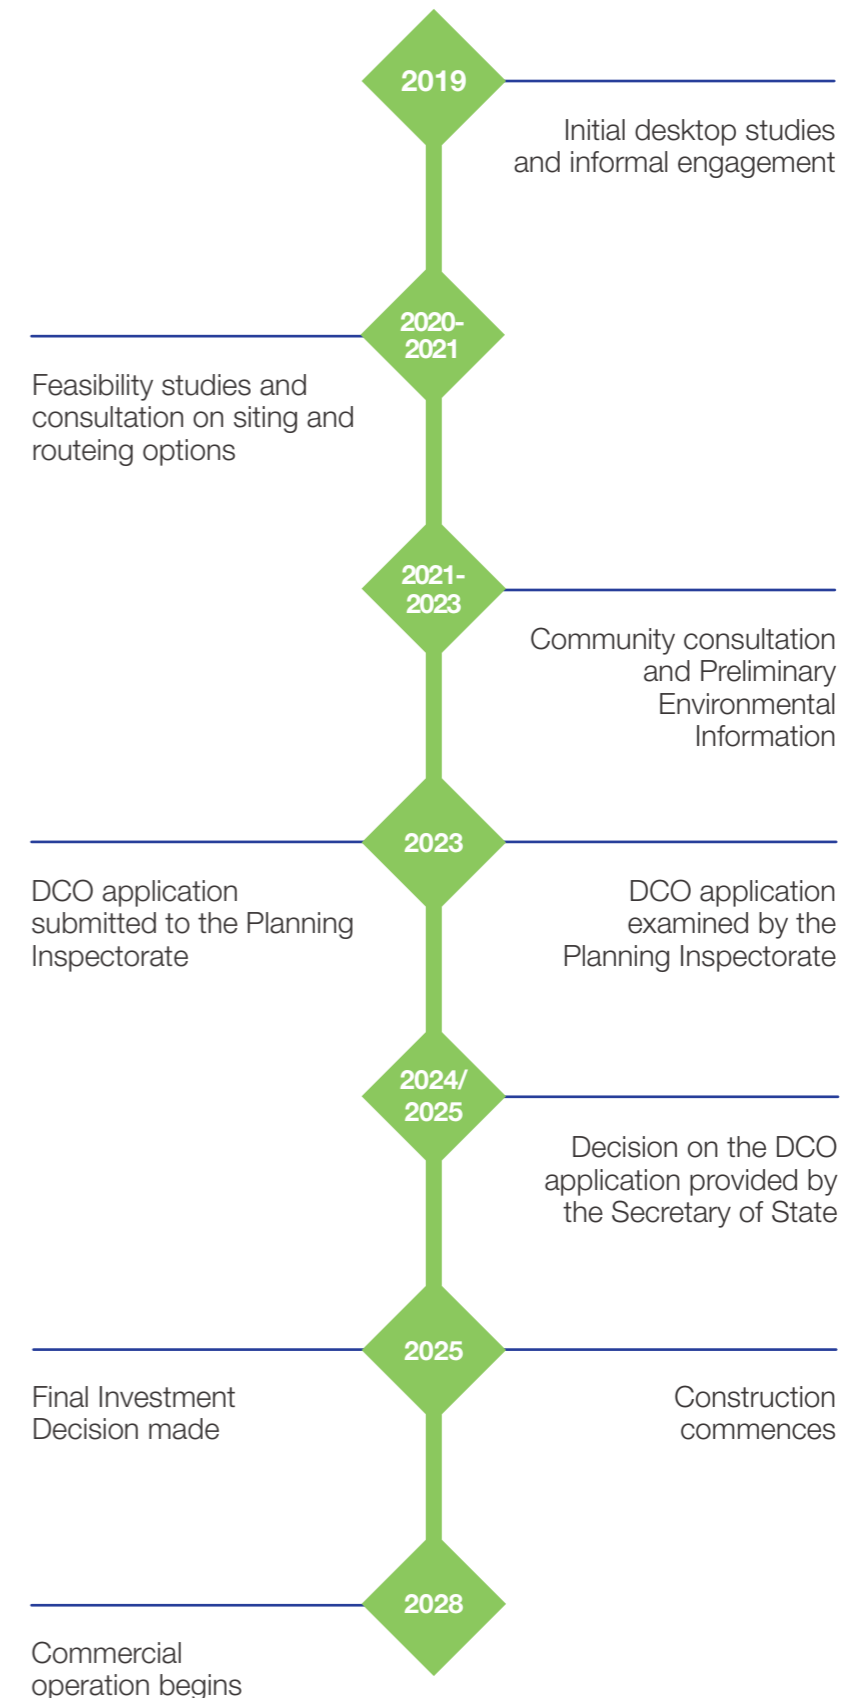 2019
Initial desktop studies
and informal engagement
2020-
2021
Feasibility studies and
consultation on siting and
routeing options
2021-
2023
Community consultation
and Preliminary
Environmental
Information
2023
DCO application
submitted to the Planning
Inspectorate
DCO application
examined by the
Planning Inspectorate
2024/
2025
Decision on the DCO
application provided by
the Secretary of State
2025
Final Investment
Decision made
Construction
commences
2028
Commercial
operation begins